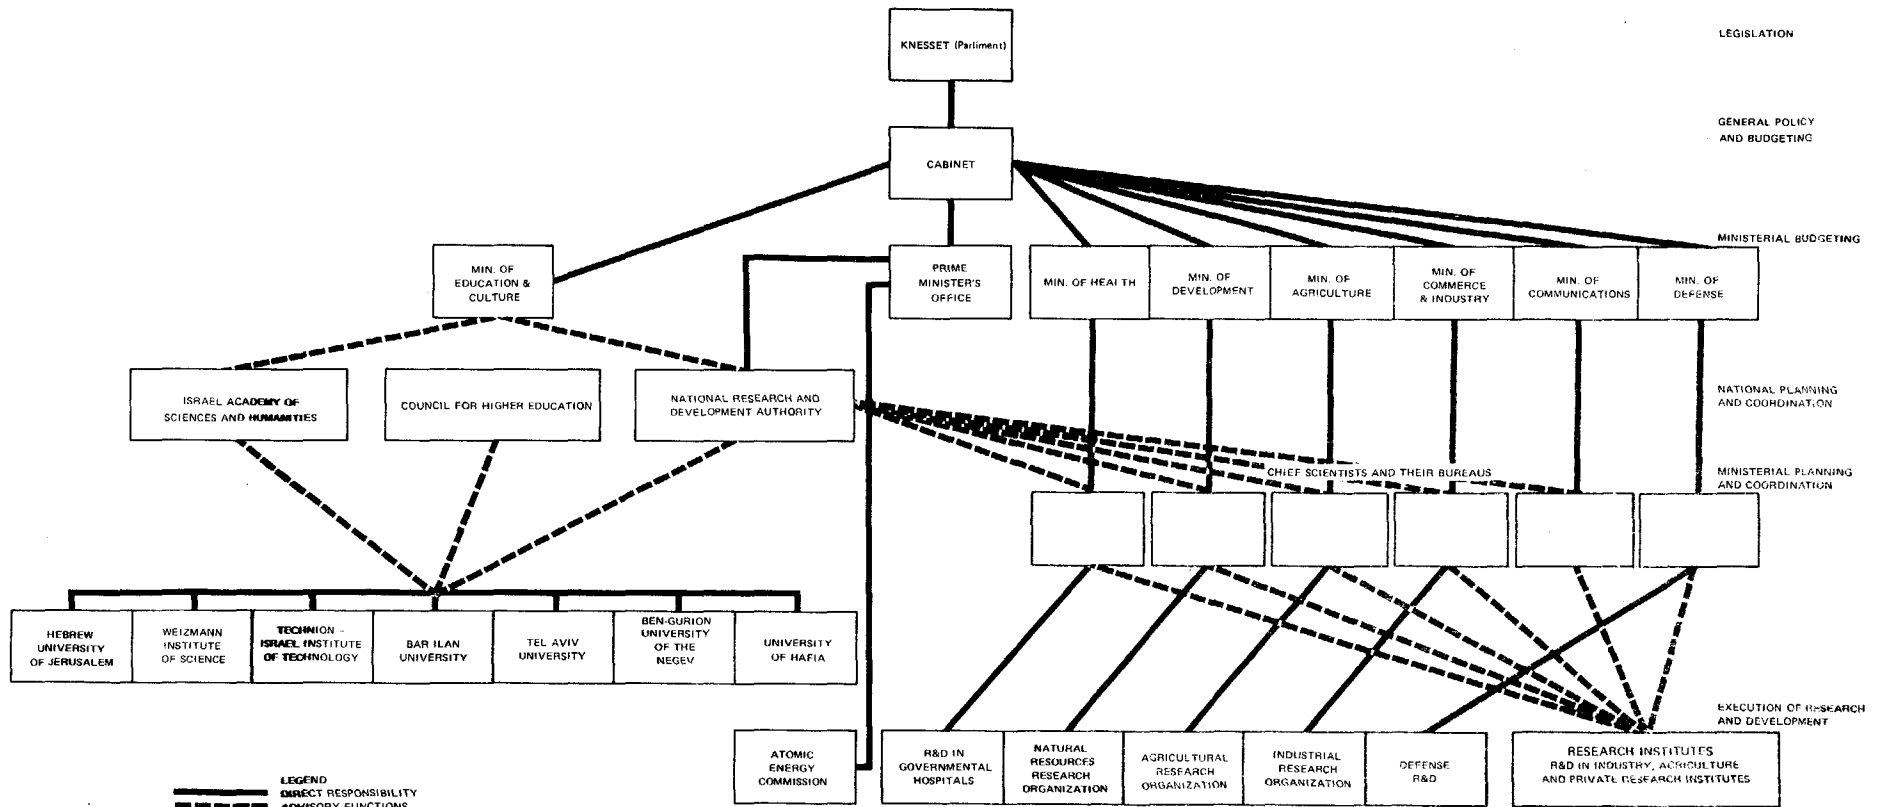 KNESSET (Parliment)
LEGISLATION
GENERAL POLICY
AND BUDGETING
CABINET
MINISTERIAL BUDGETING
MIN. OF
EDUCATION &
CULTURE
PRIME
MINISTER'S
OFFICE
MIN. OF HEALTH
MIN. OF
DEVELOPMENT
MIN. OF
AGRICULTURE
MIN. OF
COMMERCE
& INDUSTRY
MIN. OF
COMMUNICATIONS
MIN. OF
DEFENSE
ISRAEL ACADEMY OF
SCIENCES AND HUMANITIES
COUNCIL FOR HIGHER EDUCATION
NATIONAL RESEARCH AND
DEVELOPMENT AUTHORITY
NATIONAL PLANNING
AND COORDINATION
CHIEF SCIENTISTS AND THEIR BUREAUS
MINISTERIAL PLANNING
AND COORDINATION
HEBREW
UNIVERSITY
OF JERUSALEM
WEIZMANN
INSTITUTE
OF SCIENCE
TECHNION -
ISRAEL INSTITUTE
OF TECHNOLOGY
BAR ILAN
UNIVERSITY
TEL AVIV
UNIVERSITY
BEN-GURION
UNIVERSITY
OF THE
NEGEV
UNIVERSITY
OF HAFIA
EXECUTION OF RESEARCH
AND DEVELOPMENT
ATOMIC
ENERGY
COMMISSION
R&D IN
GOVERNMENTAL
HOSPITALS
NATURAL
RESOURCES
RESEARCH
ORGANIZATION
AGRICULTURAL
RESEARCH
ORGANIZATION
INDUSTRIAL
RESEARCH
ORGANIZATION
DEFENSE
R&D
RESEARCH INSTITUTES
R&D IN INDUSTRY, AGRICULTURE
AND PRIVATE RESEARCH INSTITUTES
LEGEND
DIRECT RESPONSIBILITY
ADVISORY FUNCTIONS